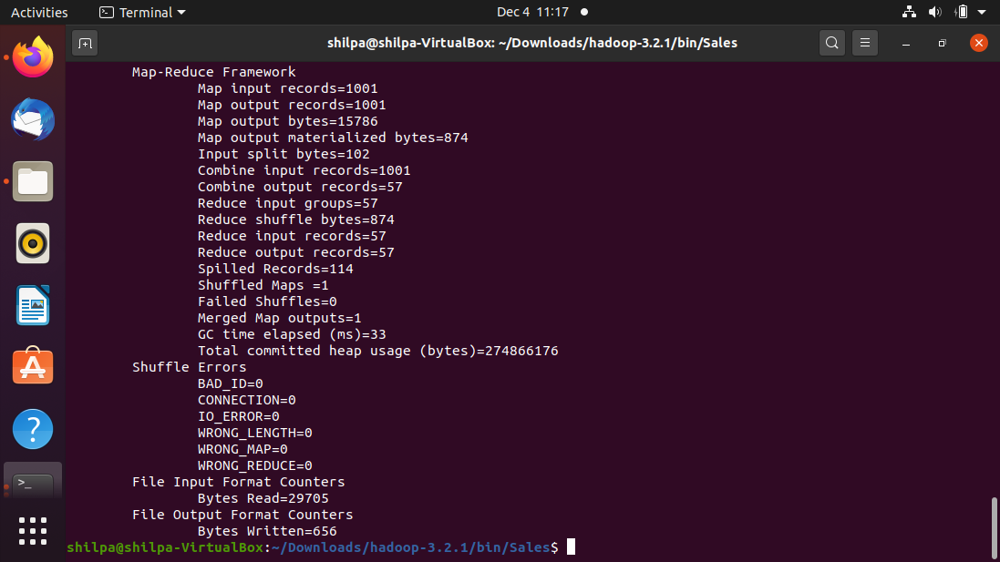 Activities
Terminal
Dec 4 11:17
shilpa@shilpa-VirtualBox: ~/Downloads/hadoop-3.2.1/bin/Sales
Map-Reduce Framework
Map input records=1001
Map output records=1001
Map output bytes=15786
Map output materialized bytes=874
Input split bytes=102
Combine input records=1001
Combine output records=57
Reduce input groups=57
Reduce shuffle bytes=874
Reduce input records=57
Reduce output records=57
Spilled Records=114
Shuffled Maps =1
Failed Shuffles=0
Merged Map outputs=1
GC time elapsed (ms)=33
Total committed heap usage (bytes)=274866176
Shuffle Errors
BAD_ID=0
CONNECTION=0
IO_ERROR=0
WRONG_LENGTH=0
WRONG_MAP=0
WRONG_REDUCE=0
File Input Format Counters
Bytes Read=29705
File Output Format Counters
Bytes Written=656
shilpa@shilpa-VirtualBox:~/Downloads/hadoop-3.2.1/bin/Sales$